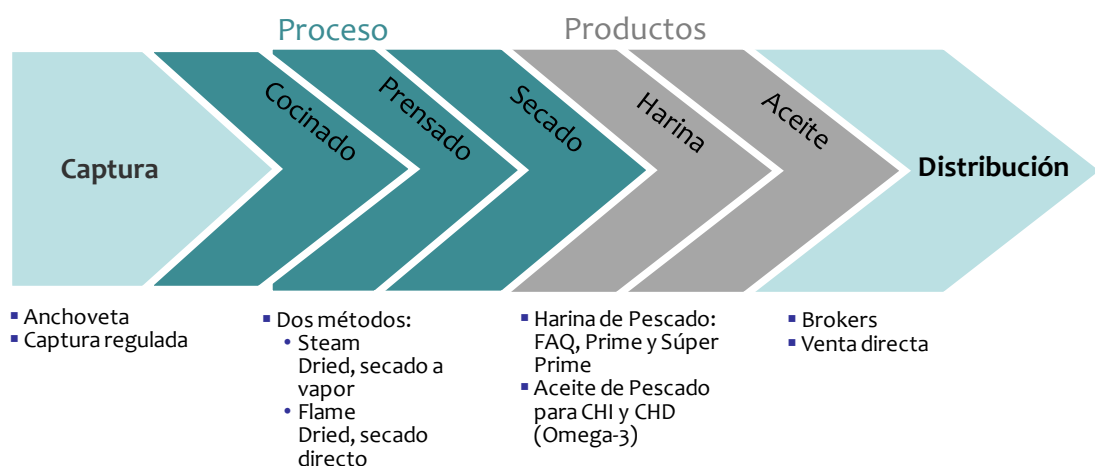 Proceso
Productos
Captura
Cocinado
Prensado
Secado
Harina
Aceite
Distribución
▪ Anchoveta
▪ Captura regulada
▪ Dos métodos:
• Steam
Dried, secado a
vapor
• Flame
Dried, secado
directo
▪ Harina de Pescado:
FAQ, Prime y Súper
Prime
▪ Aceite de Pescado
para CHI y CHD
(Omega-3)
▪ Brokers
▪ Venta directa